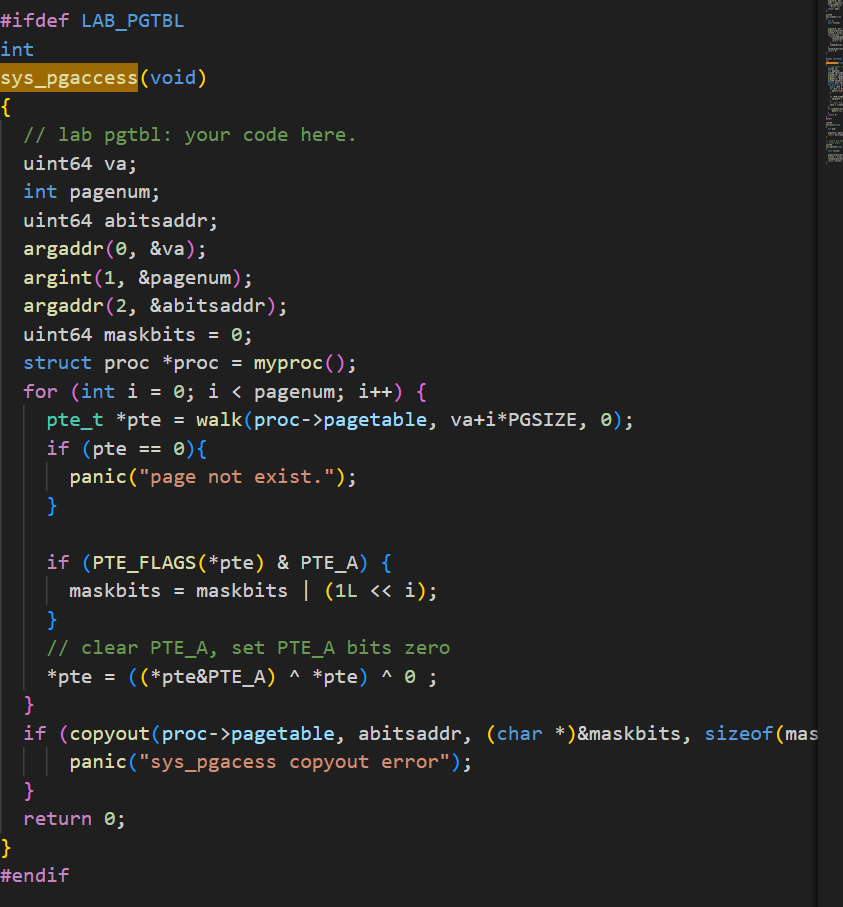 #ifdef LAB_PGTBL
int
sys_pgaccess(void)
{
  // lab pgtbl: your code here.
  uint64 va;
  int pagenum;
  uint64 abitsaddr;
  argaddr(0, &va);
  argint(1, &pagenum);
  argaddr(2, &abitsaddr);
  uint64 maskbits = 0;
  struct proc *proc = myproc();
  for (int i = 0; i < pagenum; i++) {
    pte_t *pte = walk(proc->pagetable, va+i*PGSIZE, 0);
    if (pte == 0){
      panic("page not exist.");
    }

    if (PTE_FLAGS(*pte) & PTE_A) {
      maskbits = maskbits | (1L << i);
    }
    // clear PTE_A, set PTE_A bits zero
    *pte = ((*pte&PTE_A) ^ *pte) ^ 0 ;
  }
  if (copyout(proc->pagetable, abitsaddr, (char *)&maskbits, sizeof(mas
      panic("sys_pgacess copyout error");
  }
  return 0;
}
#endif